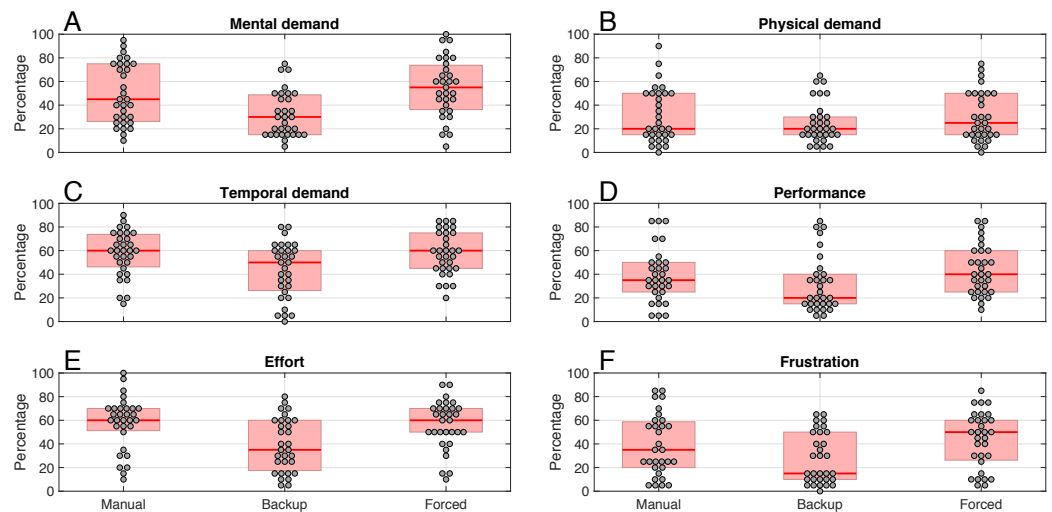 A Mental demand
Percentage
100
80
60
40
20
0
B Physical demand
Percentage
100
80
60
40
20
0
C Temporal demand
Percentage
100
80
60
40
20
0
D Performance
Percentage
100
80
60
40
20
0
E Effort
Percentage
100
80
60
40
20
0
Manual Backup Forced
F Frustration
Percentage
100
80
60
40
20
0
Manual Backup Forced